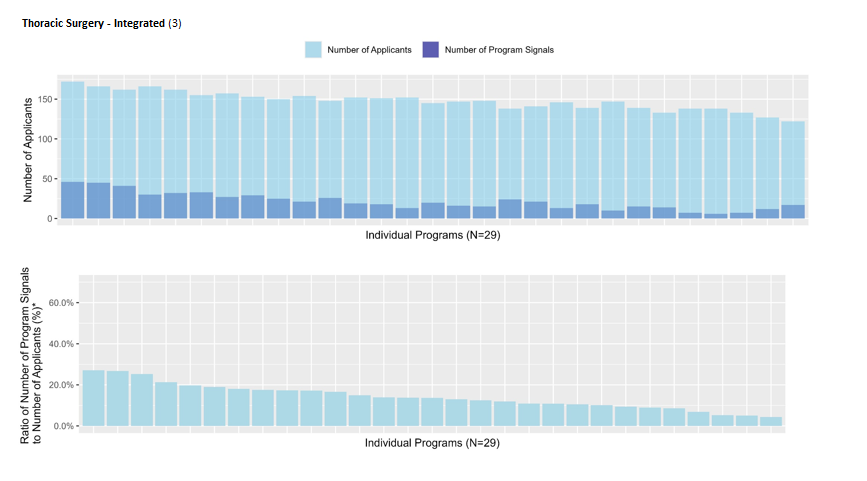 Thoracic Surgery - Integrated (3)
Number of Applicants
Number of Program Signals
Number of Applicants
150
100
50
0
Individual Programs (N=29)
Ratio of Number of Program Signals
to Number of Applicants (%)*
60.0%
40.0%
20.0%
0.0%
Individual Programs (N=29)